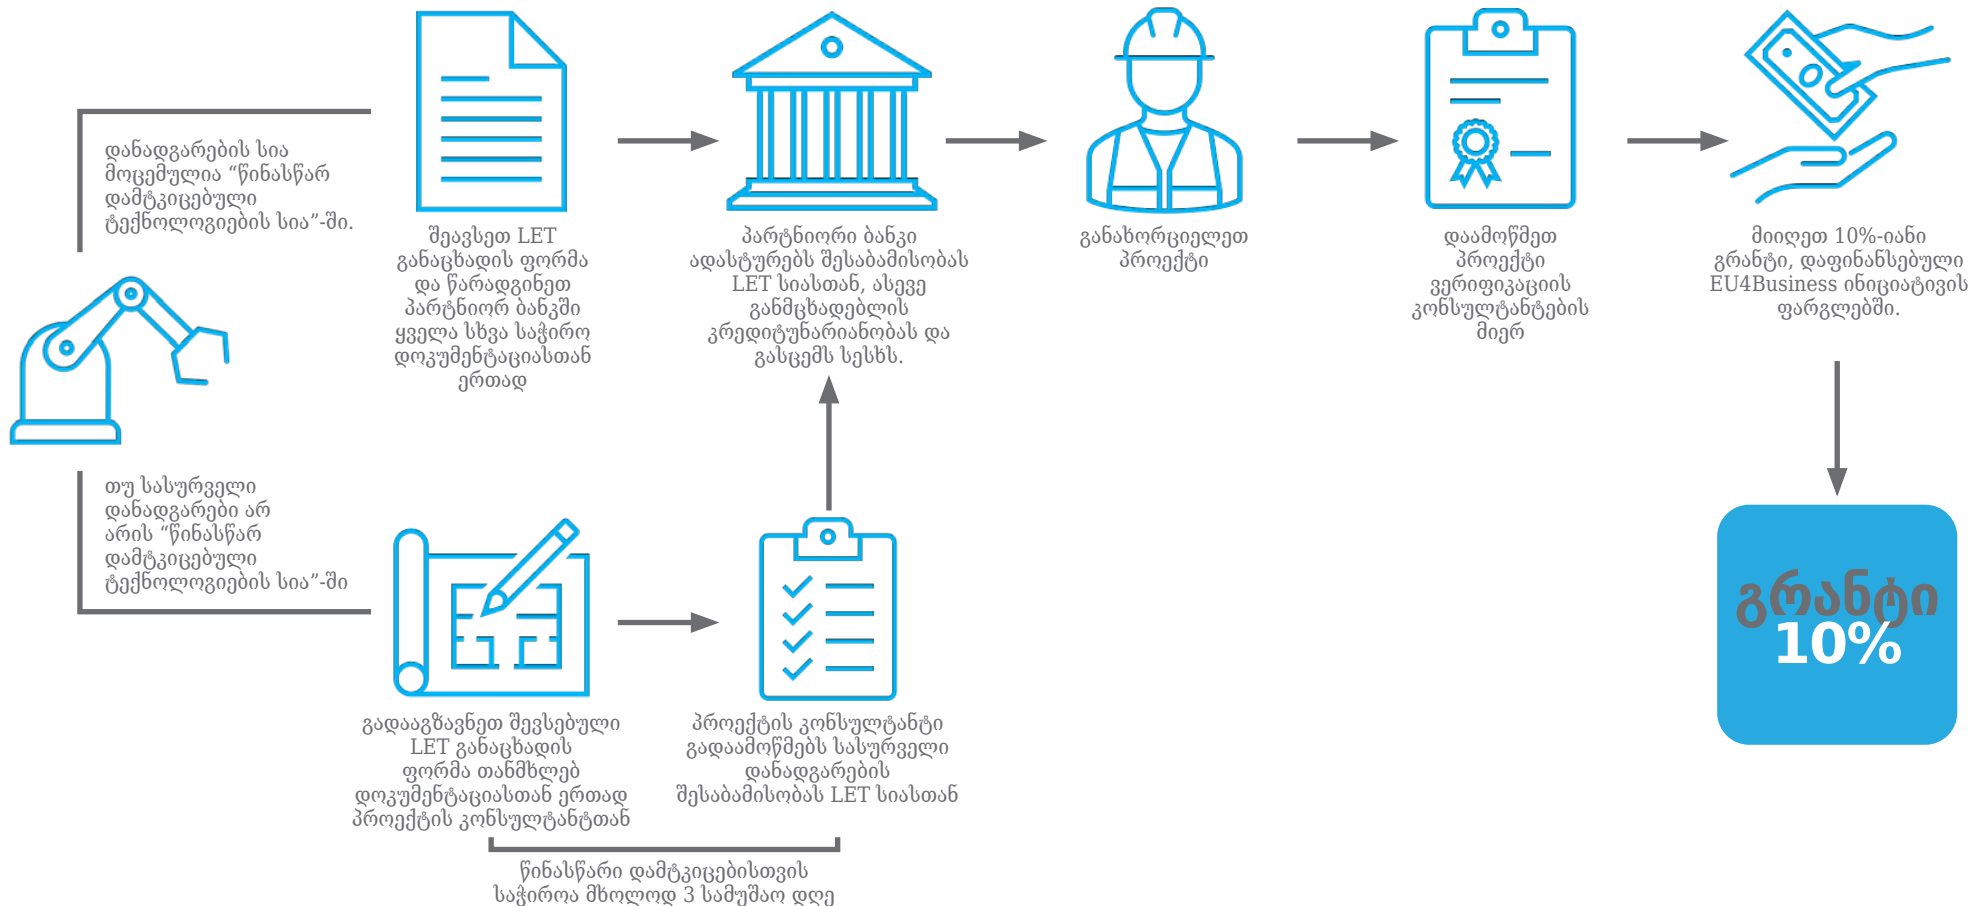 დანადგარების სია
მოცემულია “წინასწარ
დამტკიცებული
ტექნოლოგიების სია”-ში.
შეავსეთ LET
განაცხადის ფორმა
და წარადგინეთ
პარტნიორ ბანკში
ყველა სხვა საჭირო
დოკუმენტაციასთან
ერთად
პარტნიორი ბანკი
ადასტურებს შესაბამისობას
LET სიასთან, ასევე
განმცხადებლის
კრედიტუნარიანობას და
გასცემს სესხს.
განახორციელეთ
პროექტი
დაამოწმეთ
პროექტი
ვერიფიკაციის
კონსულტანტების
მიერ
მიიღეთ 10%-იანი
გრანტი, დაფინანსებული
EU4Business ინიციატივის
ფარგლებში.
თუ სასურველი
დანადგარები არ
არის “წინასწარ
დამტკიცებული
ტექნოლოგიების სია”-ში
გადააგზავნეთ შევსებული
LET განაცხადის
ფორმა თანმხლებ
დოკუმენტაციასთან ერთად
პროექტის კონსულტანტთან
პროექტის კონსულტანტი
გადაამოწმებს სასურველი
დანადგარების
შესაბამისობას LET სიასთან
წინასწარი დამტკიცებისთვის
საჭიროა მხოლოდ 3 სამუშაო დღე
გრანტი
10%